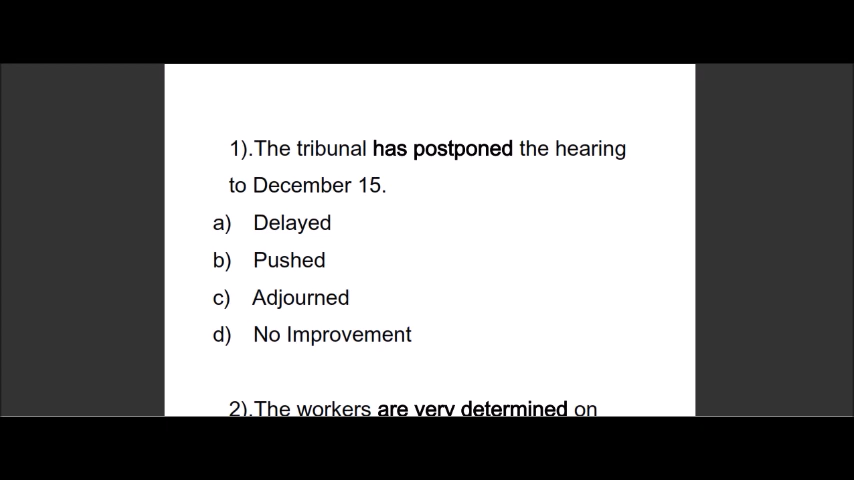 1).The tribunal has postponed the hearing
to December 15.
a) Delayed
b) Pushed
c) Adjourned
d) No Improvement
2).The workers are very determined on